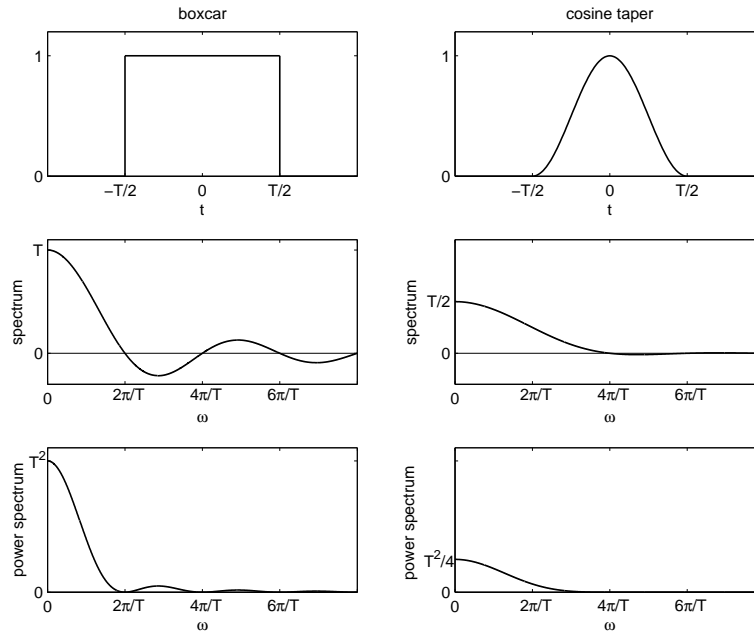 boxcar
1
0
−T/2 0 T/2
t
cosine taper
1
0
−T/2 0 T/2
t
spectrum
T
0
0 2π/T 4π/T 6π/T
ω
spectrum
T/2
0
0 2π/T 4π/T 6π/T
ω
power spectrum
T²
0
0 2π/T 4π/T 6π/T
ω
power spectrum
T²/4
0
0 2π/T 4π/T 6π/T
ω